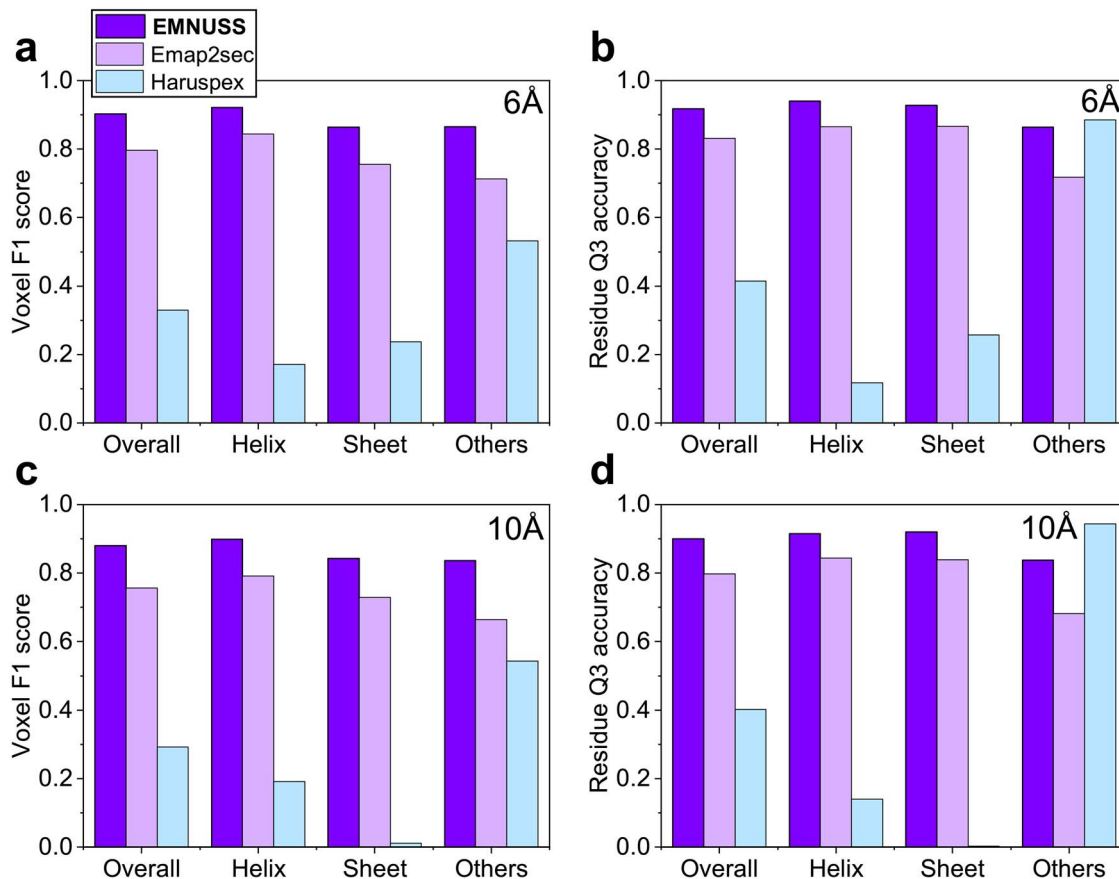 a
EMNUSS
Emap2sec
Haruspex
6Å
Voxel F1 score
1.0
0.8
0.6
0.4
0.2
0.0
Overall Helix Sheet Others
b
6Å
Residue Q3 accuracy
1.0
0.8
0.6
0.4
0.2
0.0
Overall Helix Sheet Others
c
10Å
Voxel F1 score
1.0
0.8
0.6
0.4
0.2
0.0
Overall Helix Sheet Others
d
10Å
Residue Q3 accuracy
1.0
0.8
0.6
0.4
0.2
0.0
Overall Helix Sheet Others